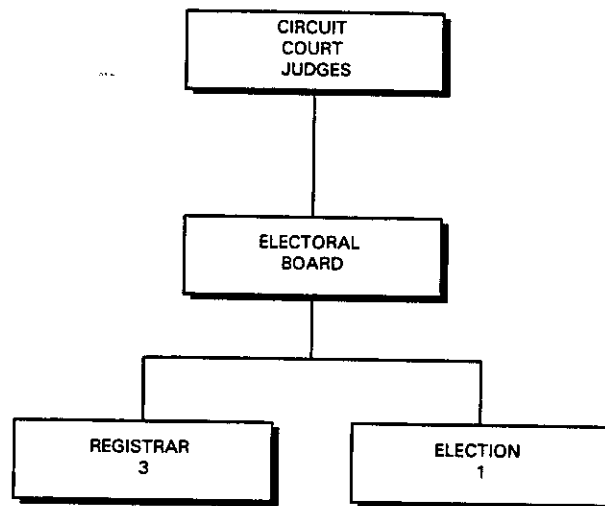 CIRCUIT
COURT
JUDGES
ELECTORAL
BOARD
REGISTRAR
3
ELECTION
1